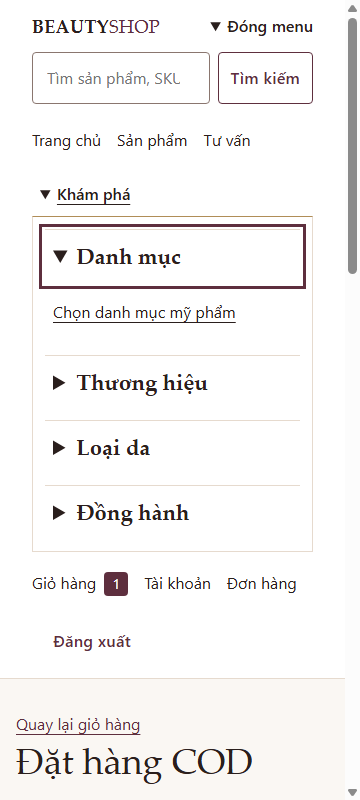 BEAUTYSHOP
Đóng menu
Tìm sản phẩm, SKU
Tìm kiếm
Trang chủ Sản phẩm Tư vấn
Khám phá
Danh mục
Chọn danh mục mỹ phẩm
Thương hiệu
Loại da
Đồng hành
Giỏ hàng 1 Tài khoản Đơn hàng
Đăng xuất
Quay lại giỏ hàng
Đặt hàng COD